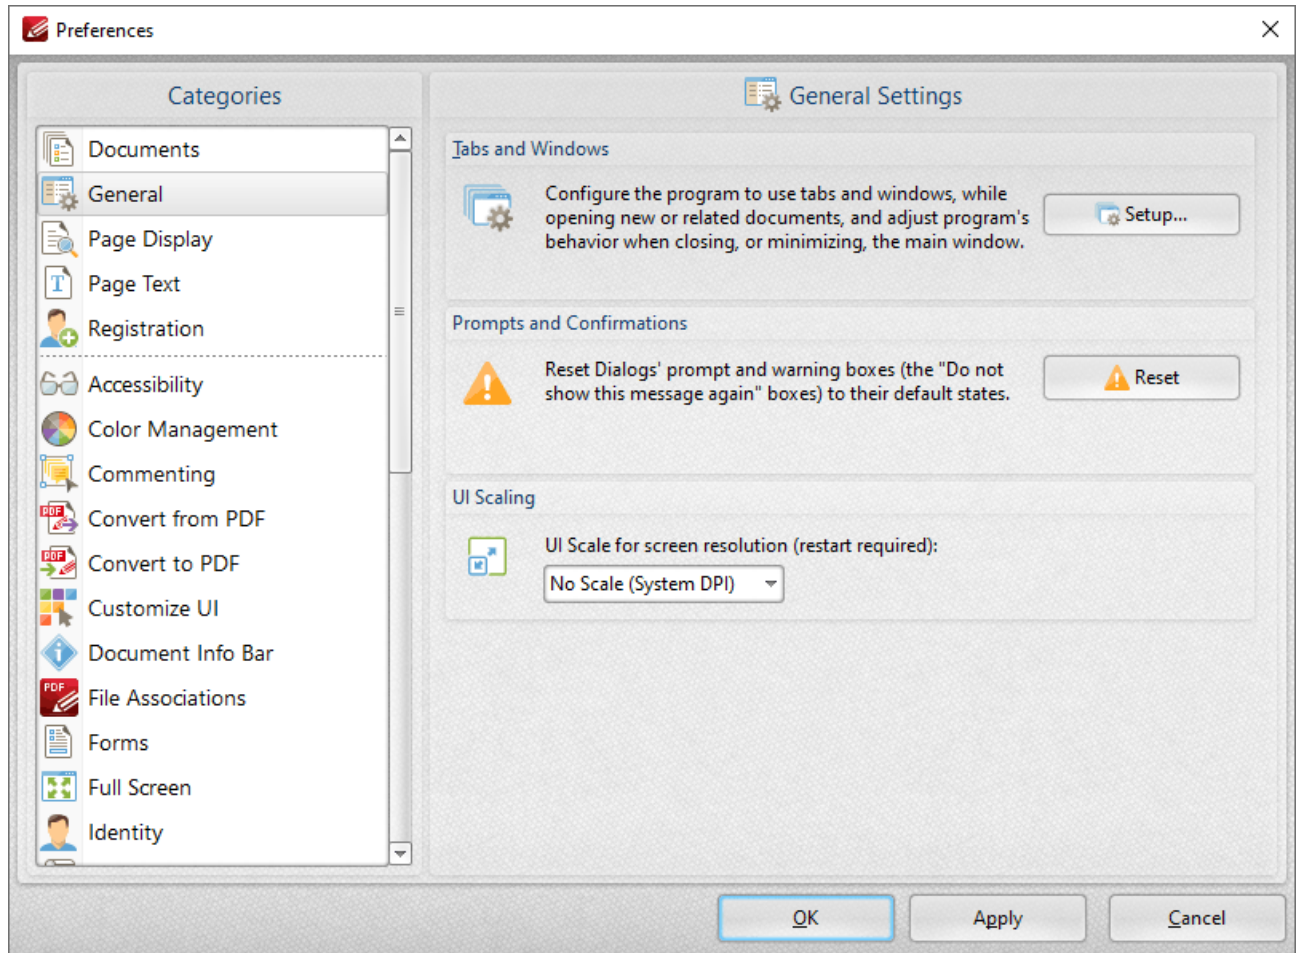 Preferences
Categories
Documents
General
Page Display
Page Text
Registration
Accessibility
Color Management
Commenting
Convert from PDF
Convert to PDF
Customize UI
Document Info Bar
File Associations
Forms
Full Screen
Identity
General Settings
Tabs and Windows
Configure the program to use tabs and windows, while
opening new or related documents, and adjust program's
behavior when closing, or minimizing, the main window.
Setup...
Prompts and Confirmations
Reset Dialogs' prompt and warning boxes (the "Do not
show this message again" boxes) to their default states.
Reset
UI Scaling
UI Scale for screen resolution (restart required):
No Scale (System DPI)
OK
Apply
Cancel